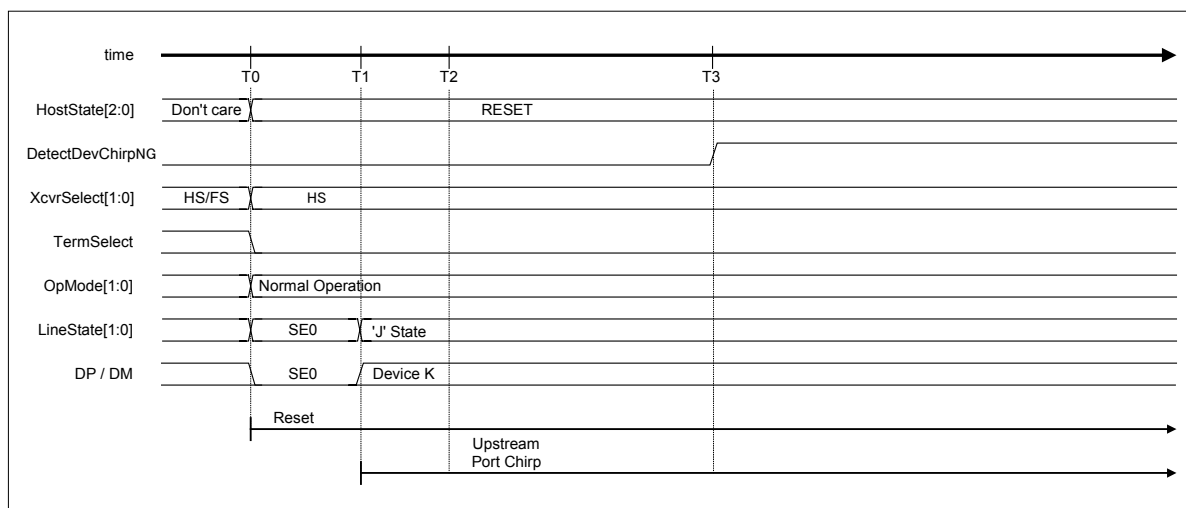 time
T0 T1 T2 T3
HostState[2:0] Don't care RESET
DetectDevChirpNG
XcvrSelect[1:0] HS/FS HS
TermSelect
OpMode[1:0] Normal Operation
LineState[1:0] SE0 'J' State
DP / DM SE0 Device K
Reset
Upstream
Port Chirp